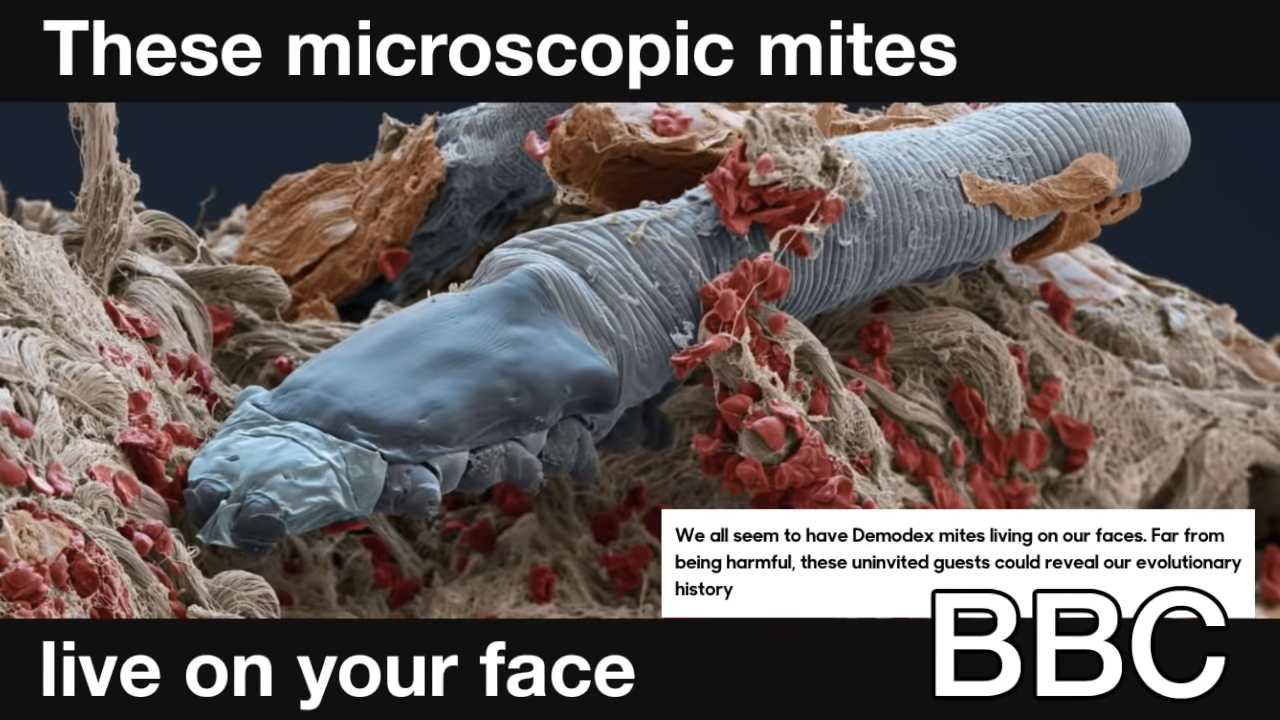 These microscopic mites
We all seem to have Demodex mites living on our faces. Far from
being harmful, these uninvited guests could reveal our evolutionary
history
live on your face
BBC